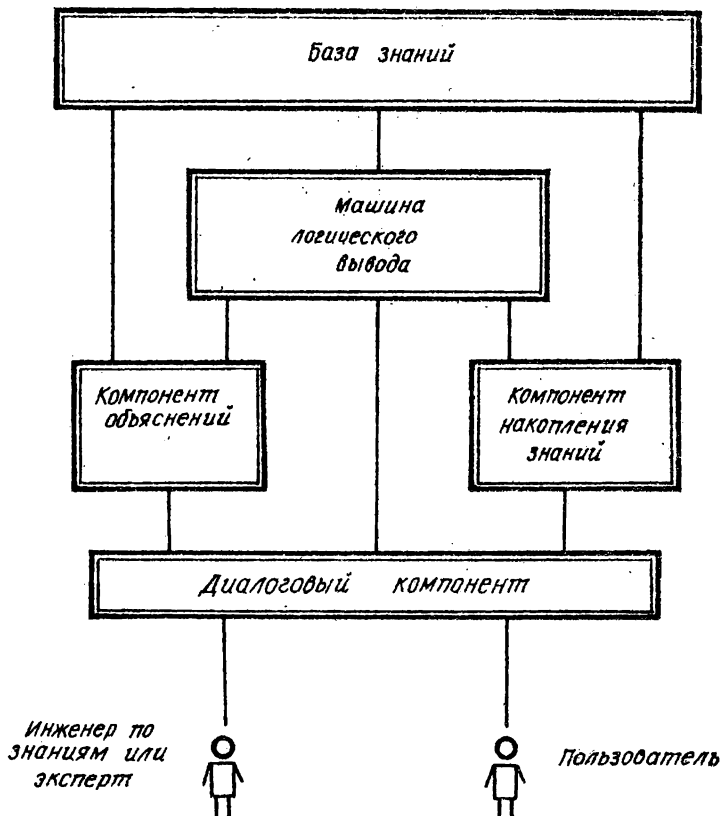 База знаний
Машина
логического
вывода
Компонент
объяснений
Компонент
накопления
знаний
Диалоговый компонент
Инженер по
знаниям или
эксперт
Пользователь